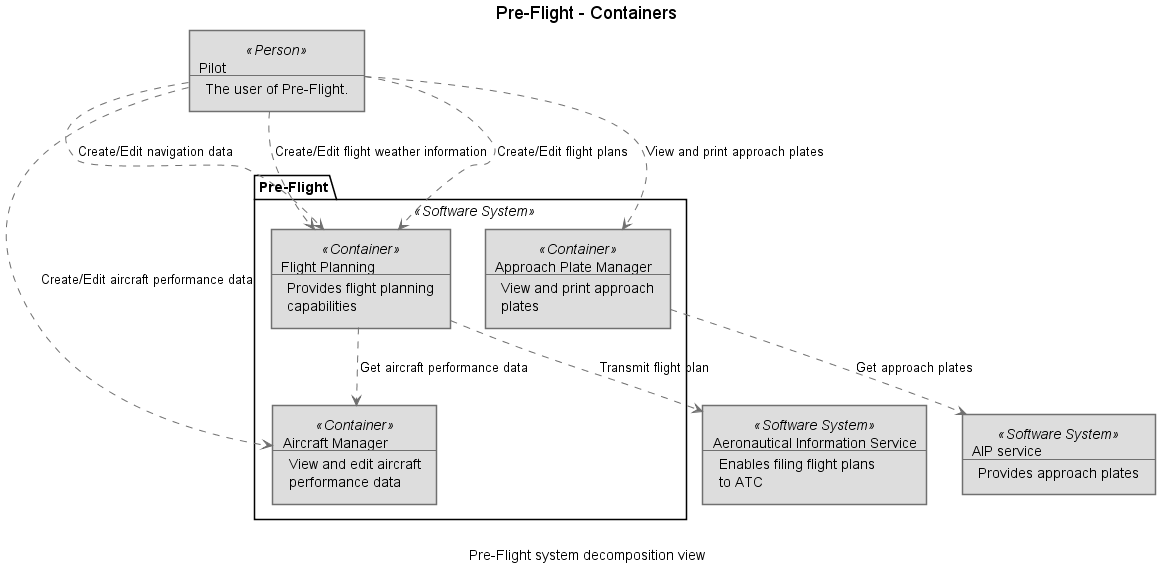 Pre-Flight - Containers
«Person»
Pilot
The user of Pre-Flight.
Create/Edit navigation data
Create/Edit flight weather information
Create/Edit flight plans
View and print approach plates
Pre-Flight
«Software System»
«Container»
Flight Planning
Provides flight planning
capabilities
«Container»
Approach Plate Manager
View and print approach
plates
Create/Edit aircraft performance data
Get aircraft performance data
Transmit flight plan
Get approach plates
«Container»
Aircraft Manager
View and edit aircraft
performance data
«Software System»
Aeronautical Information Service
Enables filing flight plans
to ATC
«Software System»
AIP service
Provides approach plates
Pre-Flight system decomposition view